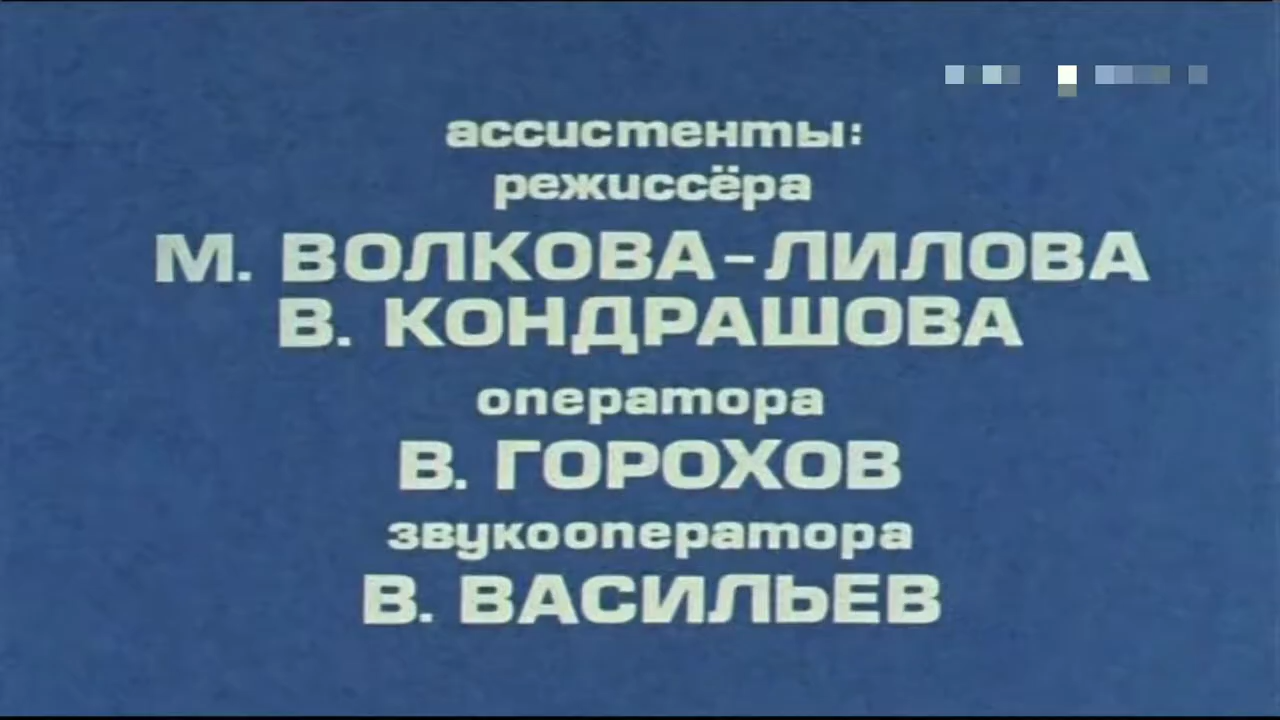 ассистенты:
режиссёра
М. ВОЛКОВА-ЛИЛОВА
В. КОНДРАШОВА
оператора
В. ГОРОХОВ
звукооператора
В. ВАСИЛЬЕВ